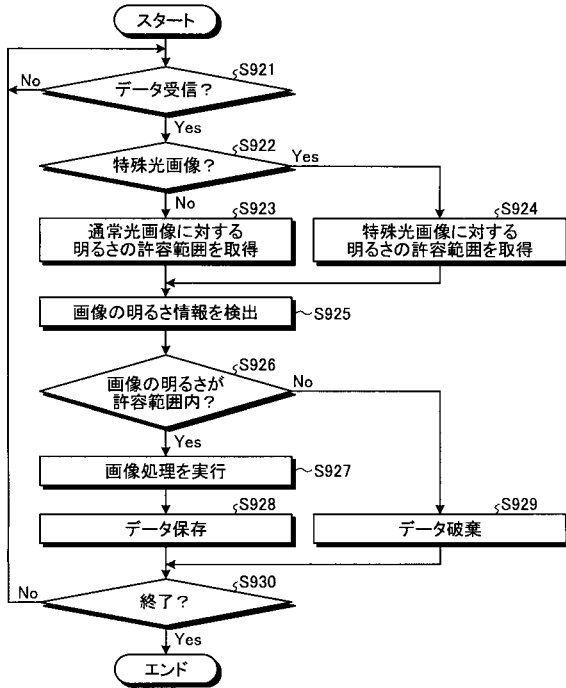 スタート
S921
No
データ受信?
Yes
S922
特殊光画像?
Yes
No
S923
通常光画像に対する
明るさの許容範囲を取得
S924
特殊光画像に対する
明るさの許容範囲を取得
画像の明るさ情報を検出
S925
S926
画像の明るさが
許容範囲内?
No
Yes
画像処理を実行
S927
S928
データ保存
S929
データ破棄
S930
No
終了?
Yes
エンド